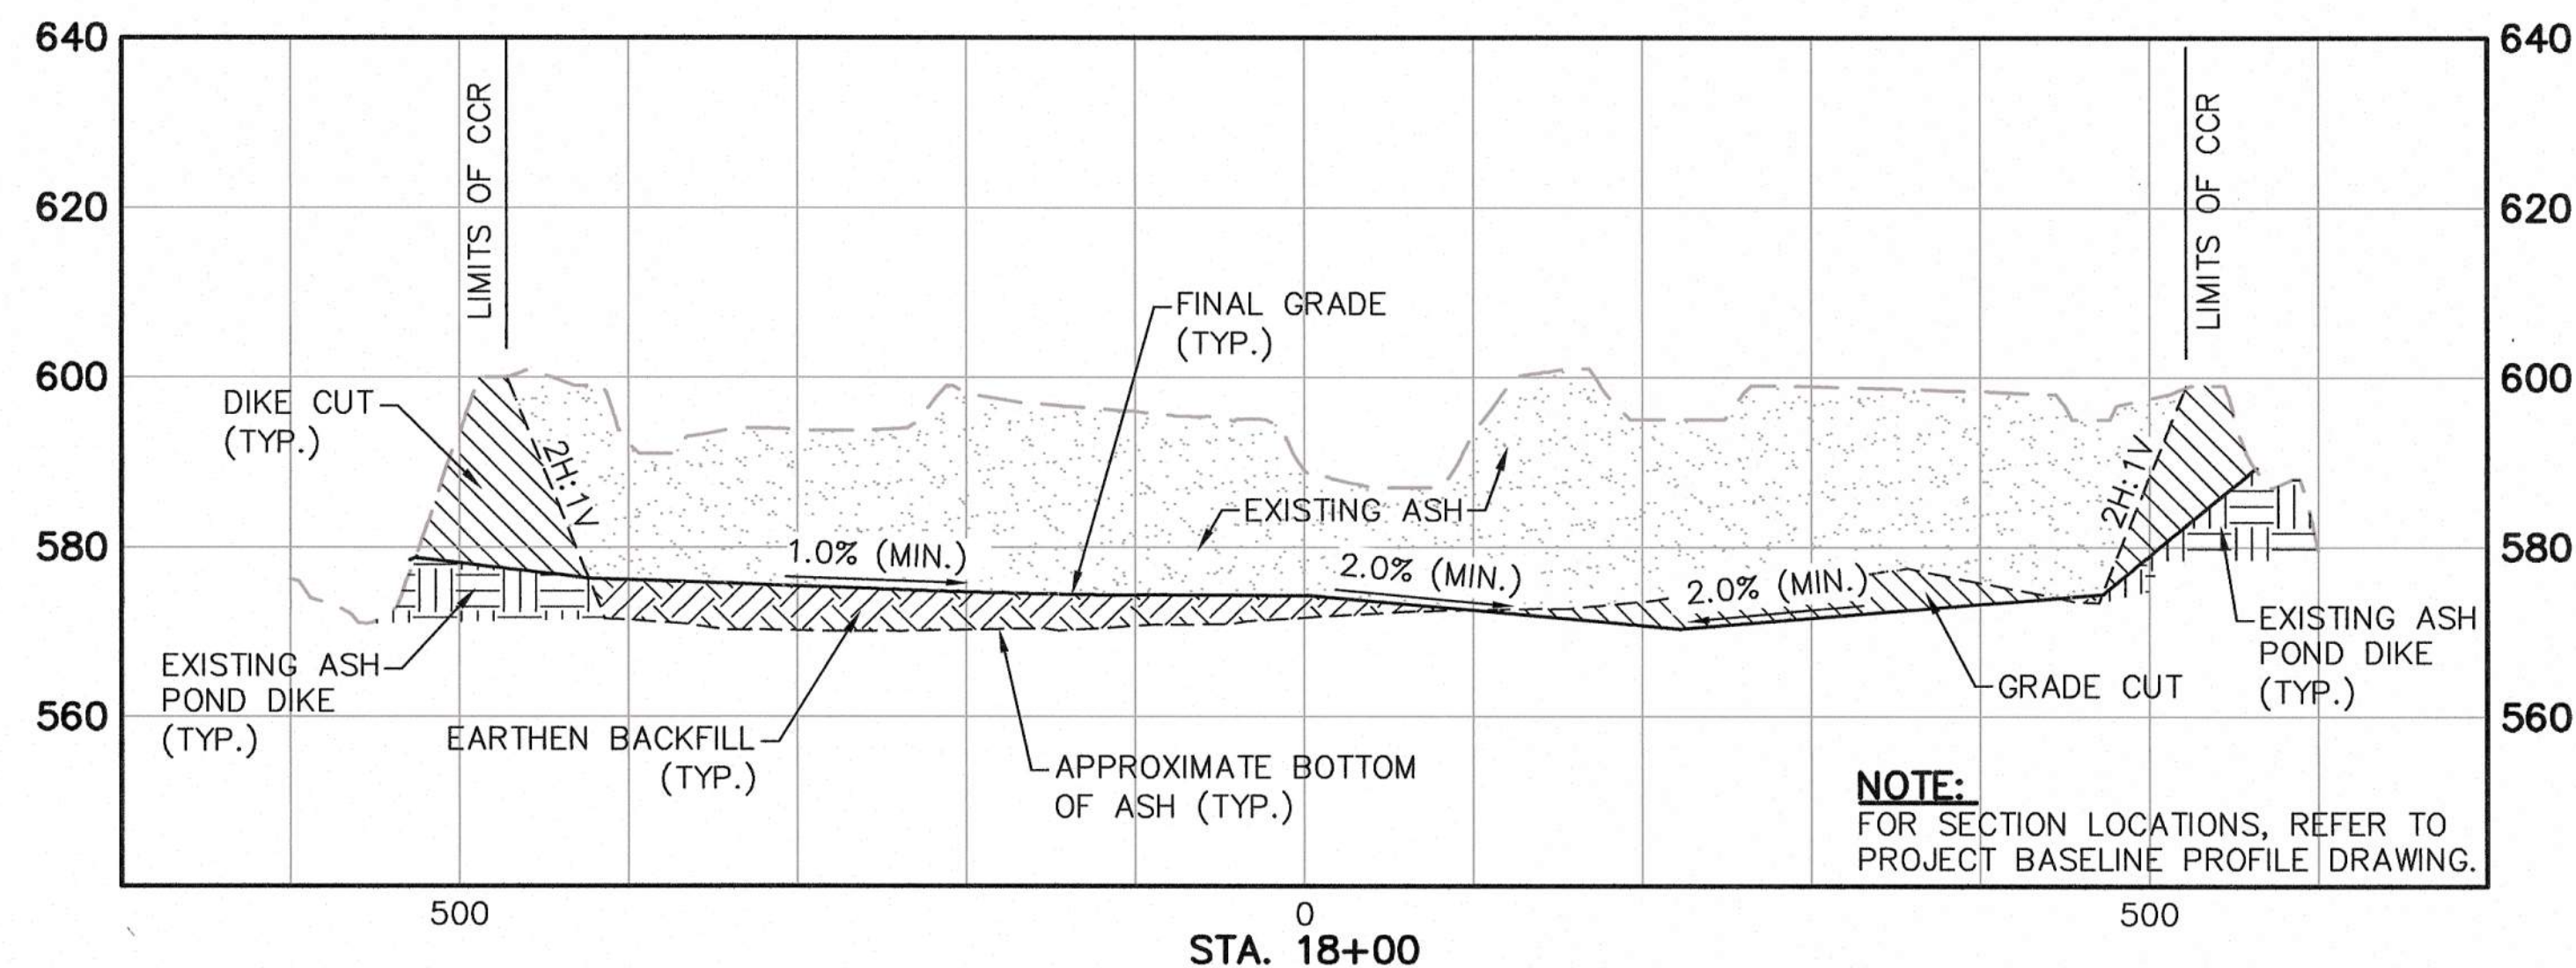 640
640
LIMITS OF CCR
LIMITS OF CCR
620
620
FINAL GRADE
(TYP.)
600
600
DIKE CUT
(TYP.)
2H:1V
2H:1V
EXISTING ASH
580
580
1.0% (MIN.)
2.0% (MIN.)
2.0% (MIN.)
EXISTING ASH
POND DIKE
(TYP.)
EXISTING ASH
POND DIKE
(TYP.)
GRADE CUT
560
560
EARTHEN BACKFILL
(TYP.)
APPROXIMATE BOTTOM
OF ASH (TYP.)
NOTE:
FOR SECTION LOCATIONS, REFER TO
PROJECT BASELINE PROFILE DRAWING.
500
0
500
STA. 18+00